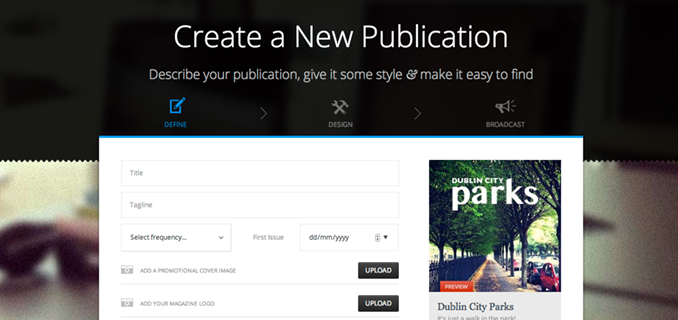 Create a New Publication
Describe your publication, give it some style & make it easy to find
DEFINE
DESIGN
BROADCAST
Title
Tagline
Select frequency...
First Issue
dd/mm/yyyy
ADD A PROMOTIONAL COVER IMAGE
UPLOAD
ADD YOUR MAGAZINE LOGO
UPLOAD
DUBLIN CITY
parks
PREVIEW
Dublin City Parks
It's just a walk in the park!